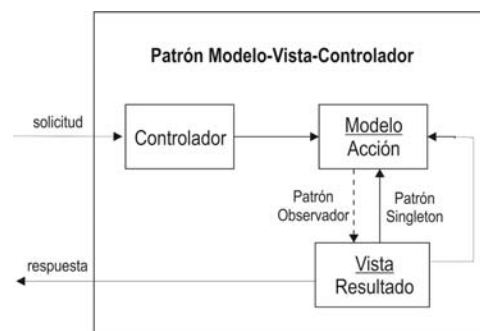 Patrón Modelo-Vista-Controlador
solicitud
Controlador
Modelo
Acción
Patrón
Observador
Patrón
Singleton
respuesta
Vista
Resultado